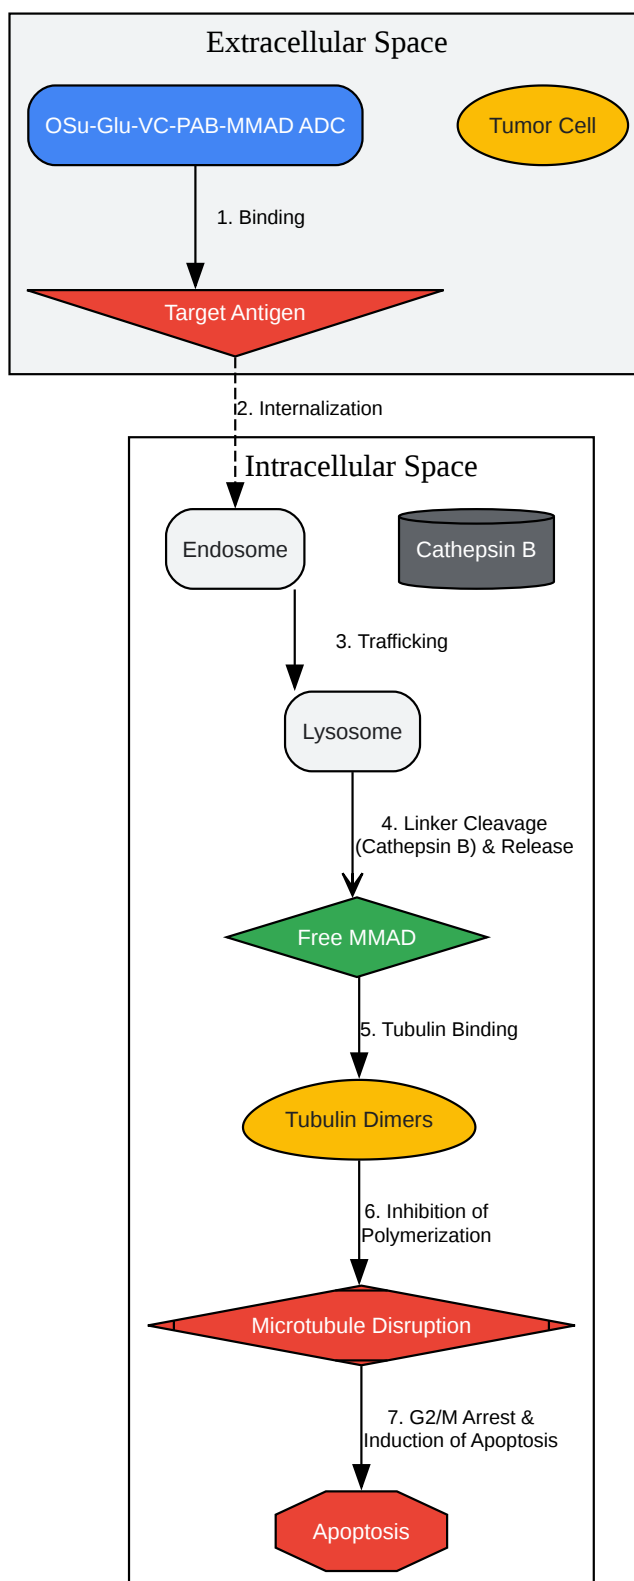 Extracellular Space
OSu-Glu-VC-PAB-MMAD ADC
Tumor Cell
1. Binding
Target Antigen
2. Internalization
Intracellular Space
Endosome
Cathepsin B
3. Trafficking
Lysosome
4. Linker Cleavage
(Cathepsin B) & Release
Free MMAD
5. Tubulin Binding
Tubulin Dimers
6. Inhibition of
Polymerization
Microtubule Disruption
7. G2/M Arrest &
Induction of Apoptosis
Apoptosis